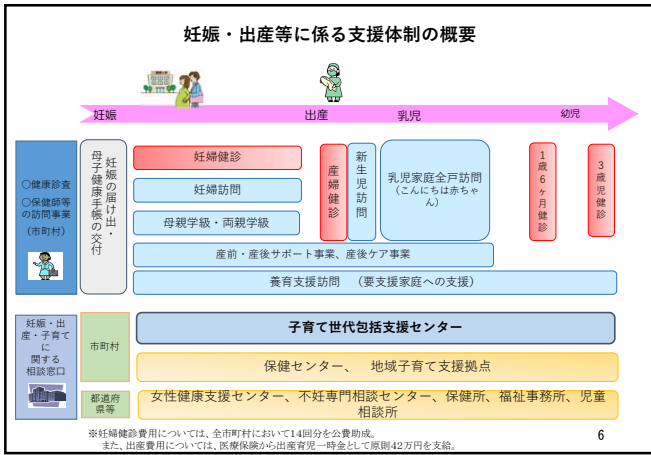 妊娠・出産等に係る支援体制の概要
妊娠
出産
乳児
幼児
○健康診査
○保健師等
の訪問事業
(市町村)
妊娠の届け出・
母子健康手帳の交付
妊婦健診
妊婦訪問
母親学級・両親学級
産婦健診
新生児訪問
乳児家庭全戸訪問
(こんにちは赤ちゃ
ん)
1歳6ヶ月健診
3歳児健診
産前・産後サポート事業、産後ケア事業
養育支援訪問 (要支援家庭への支援)
妊娠・出
産・子育て
に
関する
相談窓口
市町村
子育て世代包括支援センター
保健センター、 地域子育て支援拠点
都道府
県等
女性健康支援センター、不妊専門相談センター、保健所、福祉事務所、児童
相談所
※妊婦健診費用については、全市町村において14回分を公費助成。
また、出産費用については、医療保険から出産育児一時金として原則42万円を支給。
6